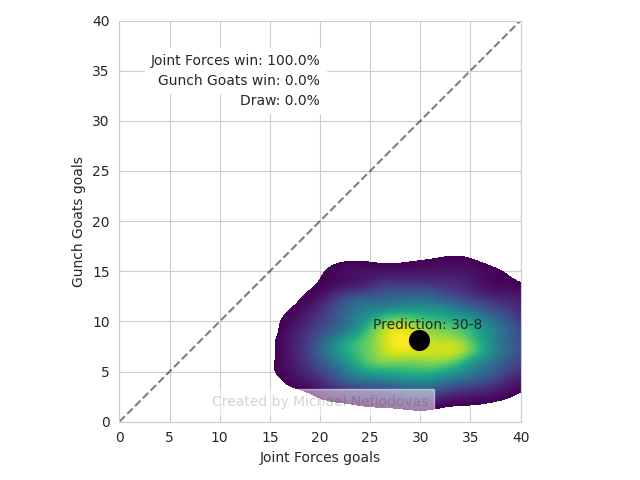 40
35
30
25
20
15
10
5
0
Gunch Goats goals
Joint Forces win: 100.0%
Gunch Goats win: 0.0%
Draw: 0.0%
Prediction: 30-8
Created by Michael Nefiodovas
0 5 10 15 20 25 30 35 40
Joint Forces goals